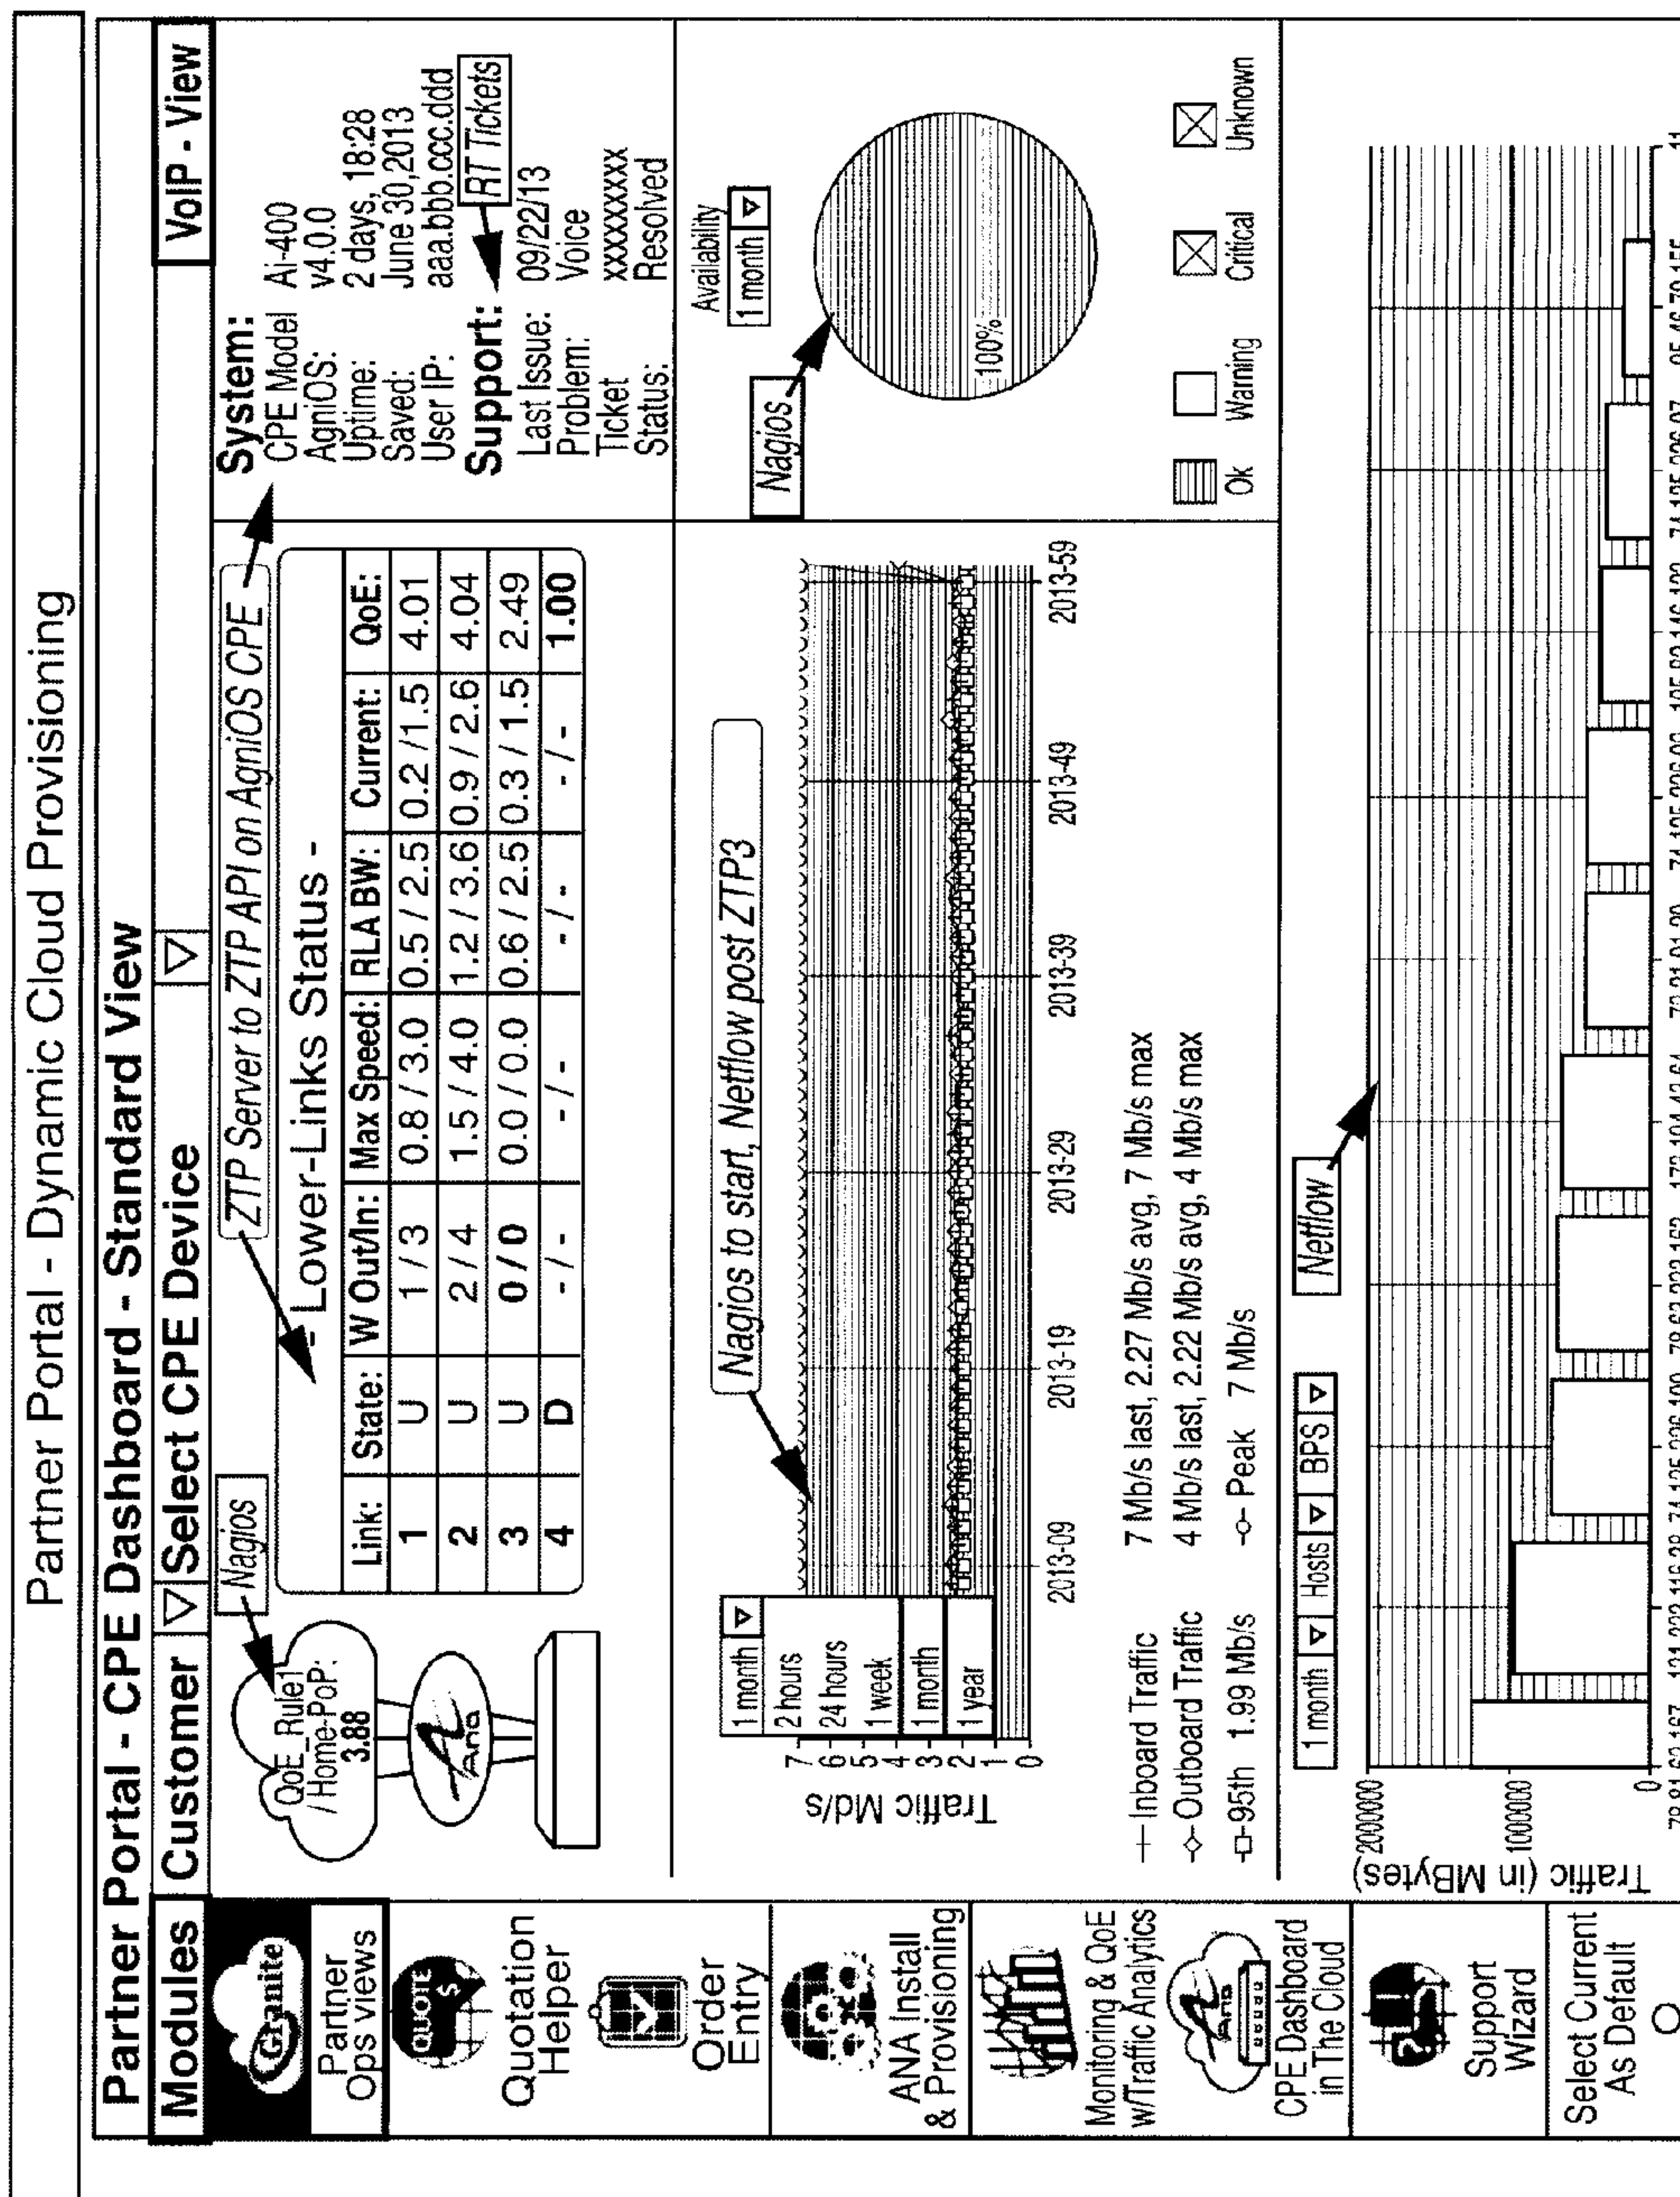 Partner Portal - Dynamic Cloud Provisioning
Partner Portal - CPE Dashboard - Standard View
Modules
Customer
Select CPE Device
VoIP - View
Granite
Partner
Ops views
QUOTE
$
Quotation
Helper
Order
Entry
ANA Install
& Provisioning
Monitoring & QoE
w/Traffic Analytics
Ana
CPE Dashboard
in The Cloud
Support
Wizard
Select Current
As Default
Nagios
QoE_Rule1
/ Home-PoP:
3.88
Ana
ZTP Server to ZTP API on AgniOS CPE
- Lower-Links Status -
Link: State: W Out/In: Max Speed: RLA BW: Current: QoE:
1 U 1 / 3 0.8 / 3.0 0.5 / 2.5 0.2 / 1.5 4.01
2 U 2 / 4 1.5 / 4.0 1.2 / 3.6 0.9 / 2.6 4.04
3 U 0 / 0 0.0 / 0.0 0.6 / 2.5 0.3 / 1.5 2.49
4 D - / - - / - - / - - / - 1.00
System:
CPE Model Ai-400
AgniOS: v4.0.0
Uptime: 2 days, 18:28
Saved: June 30,2013
User IP: aaa.bbb.ccc.ddd
Support:
RT Tickets
Last Issue: 09/22/13
Problem: Voice
Ticket xxxxxxxxx
Status: Resolved
Nagios to start, Netflow post ZTP3
1 month
2 hours
24 hours
1 week
1 month
1 year
Traffic Md/s
7
6
5
4
3
2
1
0
2013-09 2013-19 2013-29 2013-39 2013-49 2013-59
Inboard Traffic 7 Mb/s last, 2.27 Mb/s avg, 7 Mb/s max
Outboard Traffic 4 Mb/s last, 2.22 Mb/s avg, 4 Mb/s max
95th 1.99 Mb/s Peak 7 Mb/s
Nagios
Availability
1 month
100%
Ok Warning Critical Unknown
1 month Hosts BPS
Netflow
Traffic (in MBytes)
2000000
1000000
0